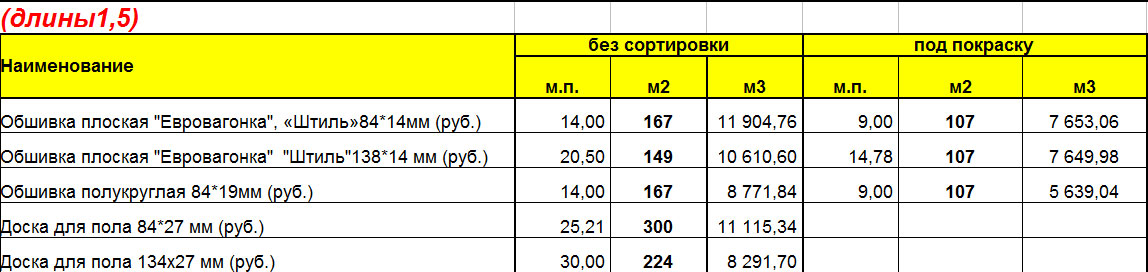 (длины1,5)
Наименование без сортировки под покраску
м.п. м2 м3 м.п. м2 м3
Обшивка плоская "Евровагонка", «Штиль»84*14мм (руб.) 14,00 167 11 904,76 9,00 107 7 653,06
Обшивка плоская "Евровагонка" "Штиль"138*14 мм (руб.) 20,50 149 10 610,60 14,78 107 7 649,98
Обшивка полукруглая 84*19мм (руб.) 14,00 167 8 771,84 9,00 107 5 639,04
Доска для пола 84*27 мм (руб.) 25,21 300 11 115,34
Доска для пола 134х27 мм (руб.) 30,00 224 8 291,70